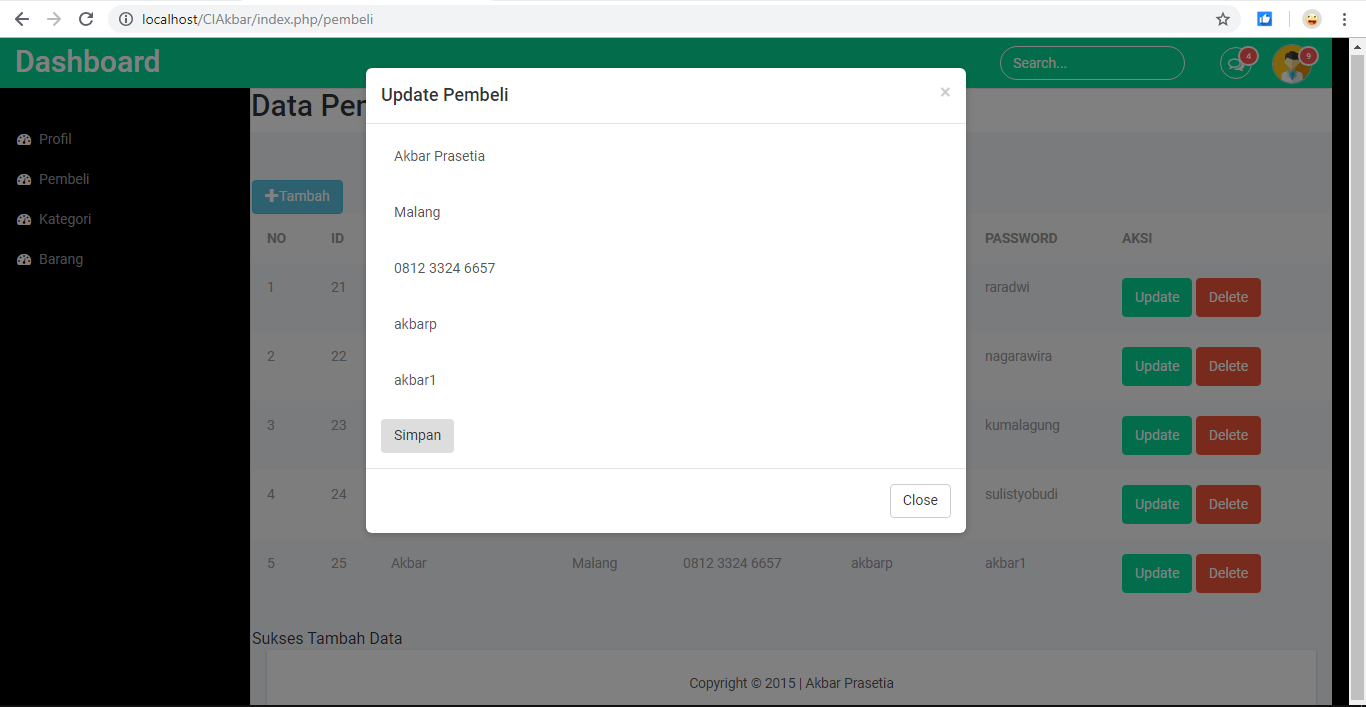 localhost/CIAkbar/index.php/pembeli
Dashboard
Search...
4
9
Profil
Pembeli
Kategori
Barang
Data Pem
Tambah
Update Pembeli
×
Akbar Prasetia
Malang
0812 3324 6657
akbarp
akbar1
Simpan
Close
NO ID PASSWORD AKSI
1 21 raradwi Update Delete
2 22 nagarawira Update Delete
3 23 kumalagung Update Delete
4 24 sulistyobudi Update Delete
5 25 Akbar Malang 0812 3324 6657 akbarp akbar1 Update Delete
Sukses Tambah Data
Copyright © 2015 | Akbar Prasetia